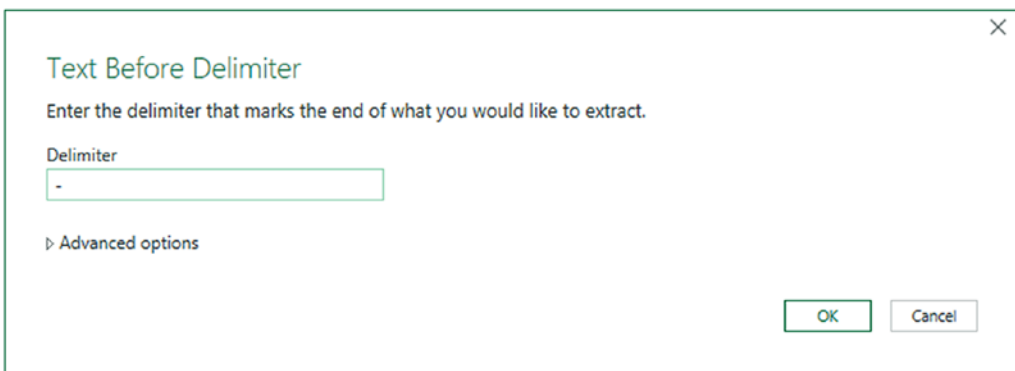 Text Before Delimiter
Enter the delimiter that marks the end of what you would like to extract.
Delimiter
-
Advanced options
OK
Cancel